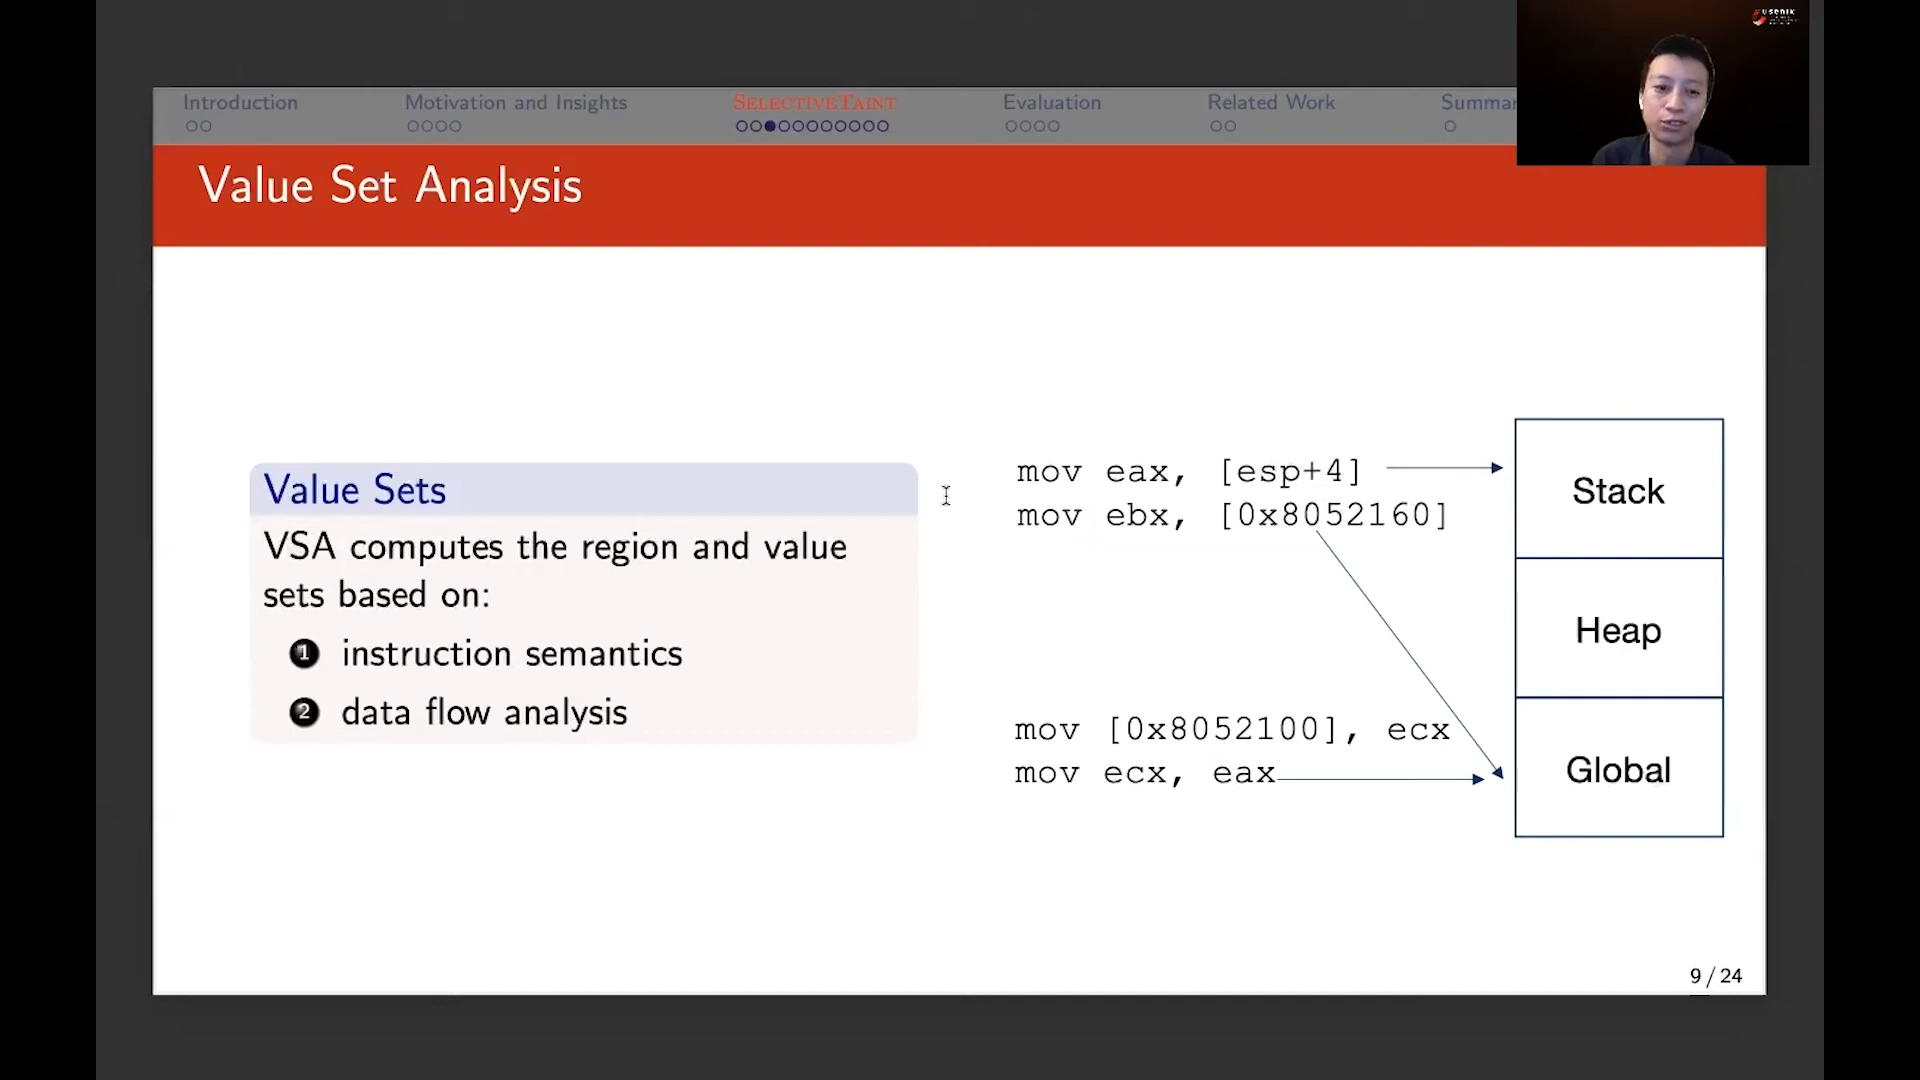 usenix
Introduction
Motivation and Insights
SELECTIVETAINT
Evaluation
Related Work
Summar
Value Set Analysis
Value Sets
VSA computes the region and value
sets based on:
1 instruction semantics
2 data flow analysis
mov eax, [esp+4]
mov ebx, [0x8052160]
mov [0x8052100], ecx
mov ecx, eax
Stack
Heap
Global
9 / 24